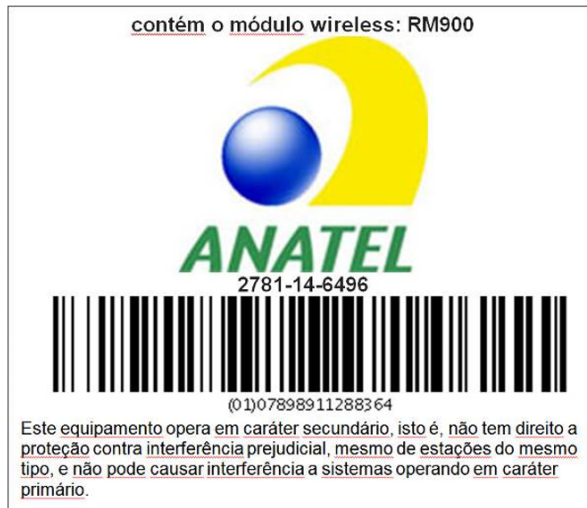 contém o módulo wireless: RM900
ANATEL
2781-14-6496
(01)07898911288364
Este equipamento opera em caráter secundário, isto é, não tem direito a
proteção contra interferência prejudicial, mesmo de estações do mesmo
tipo, e não pode causar interferência a sistemas operando em caráter
primário.